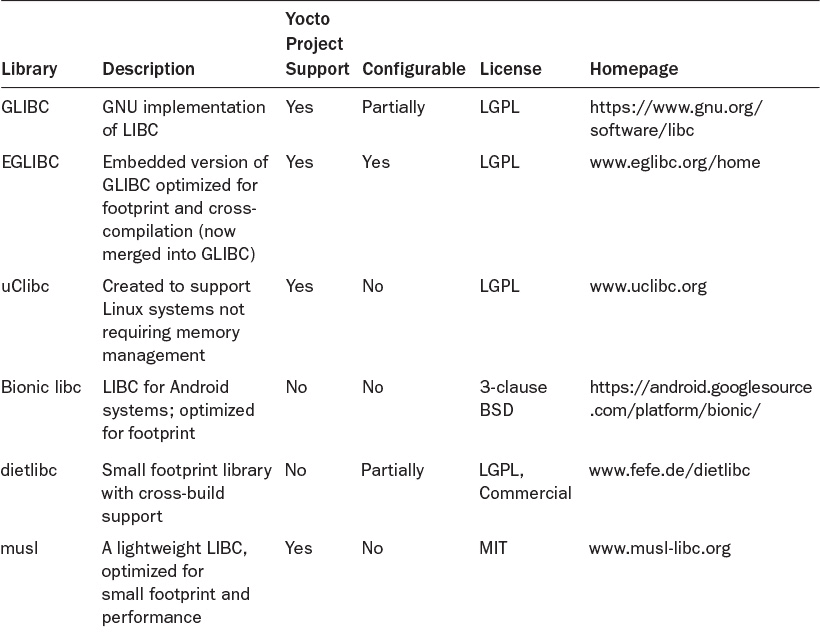 Yocto
Project
Library Description Support Configurable License Homepage
GLIBC GNU implementation Yes Partially LGPL https://www.gnu.org/
of LIBC software/libc
EGLIBC Embedded version of Yes Yes LGPL www.eglibc.org/home
GLIBC optimized for
footprint and cross-
compilation (now
merged into GLIBC)
uClibc Created to support Yes No LGPL www.uclibc.org
Linux systems not
requiring memory
management
Bionic libc LIBC for Android No No 3-clause https://android.googlesource
systems; optimized BSD .com/platform/bionic/
for footprint
dietlibc Small footprint library No Partially LGPL, www.fefe.de/dietlibc
with cross-build Commercial
support
musl A lightweight LIBC, Yes No MIT www.musl-libc.org
optimized for
small footprint and
performance